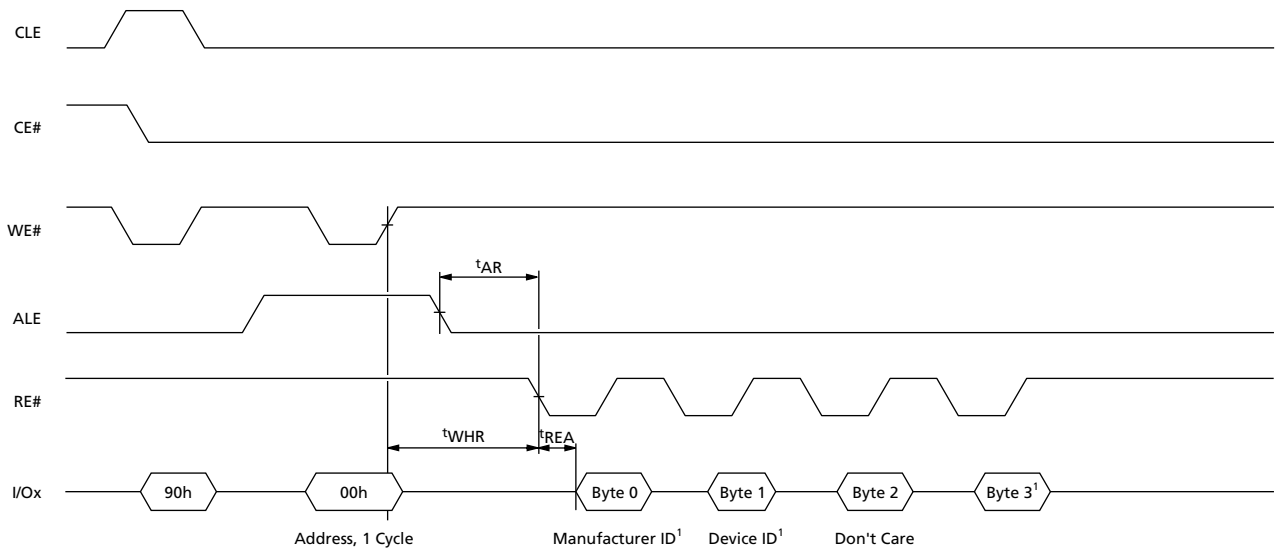 CLE
CE#
WE#
tAR
ALE
RE#
tWHR
tREA
I/Ox
90h
00h
Byte 0
Byte 1
Byte 2
Byte 3¹
Address, 1 Cycle
Manufacturer ID¹
Device ID¹
Don't Care